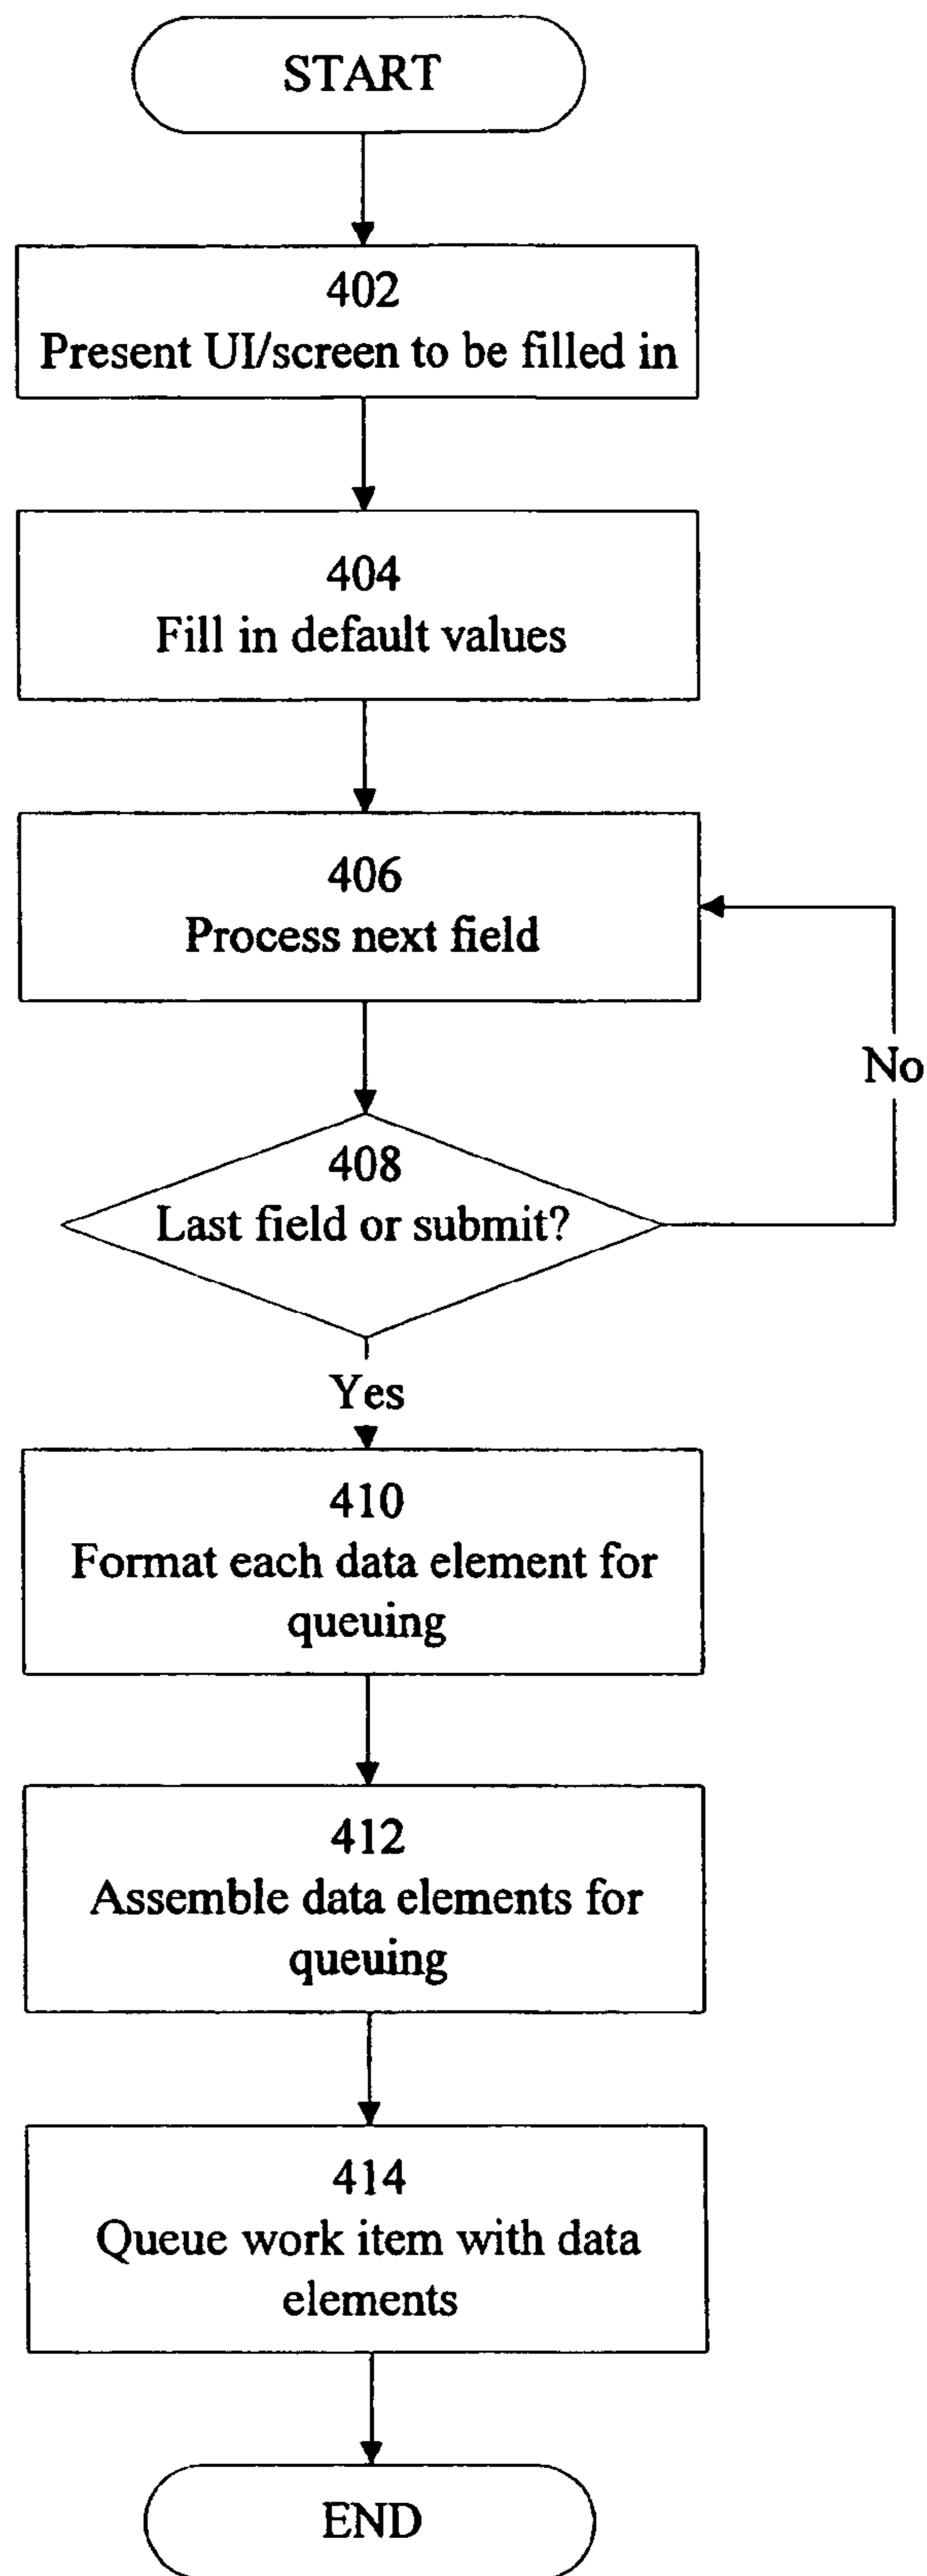 START
402
Present UI/screen to be filled in
404
Fill in default values
406
Process next field
No
408
Last field or submit?
Yes
410
Format each data element for
queuing
412
Assemble data elements for
queuing
414
Queue work item with data
elements
END